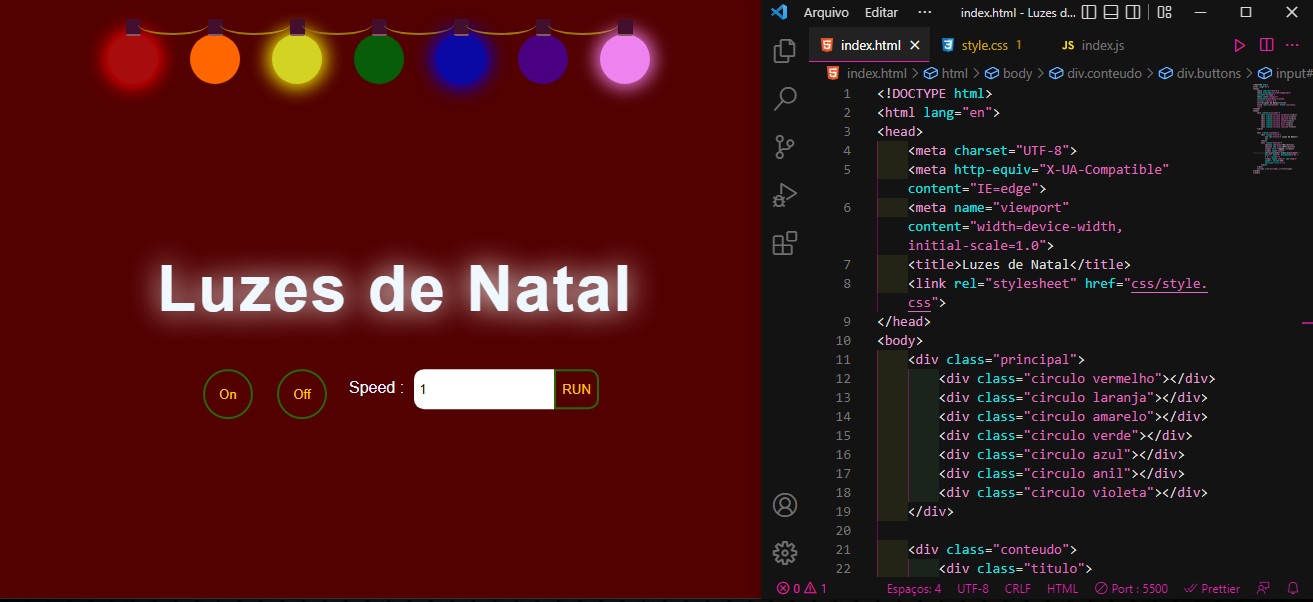 Luzes de Natal
On
Off
Speed :
1
RUN
Arquivo Editar ··· index.html - Luzes d...
index.html style.css 1 JS index.js
index.html > html > body > div.conteudo > div.buttons > input#
1 <!DOCTYPE html>
2 <html lang="en">
3 <head>
4 <meta charset="UTF-8">
5 <meta http-equiv="X-UA-Compatible"
content="IE=edge">
6 <meta name="viewport"
content="width=device-width,
initial-scale=1.0">
7 <title>Luzes de Natal</title>
8 <link rel="stylesheet" href="css/style.
css">
9 </head>
10 <body>
11 <div class="principal">
12 <div class="circulo vermelho"></div>
13 <div class="circulo laranja"></div>
14 <div class="circulo amarelo"></div>
15 <div class="circulo verde"></div>
16 <div class="circulo azul"></div>
17 <div class="circulo anil"></div>
18 <div class="circulo violeta"></div>
19 </div>
20
21 <div class="conteudo">
22 <div class="titulo">
0 1 Espaços: 4 UTF-8 CRLF HTML Port : 5500 Prettier